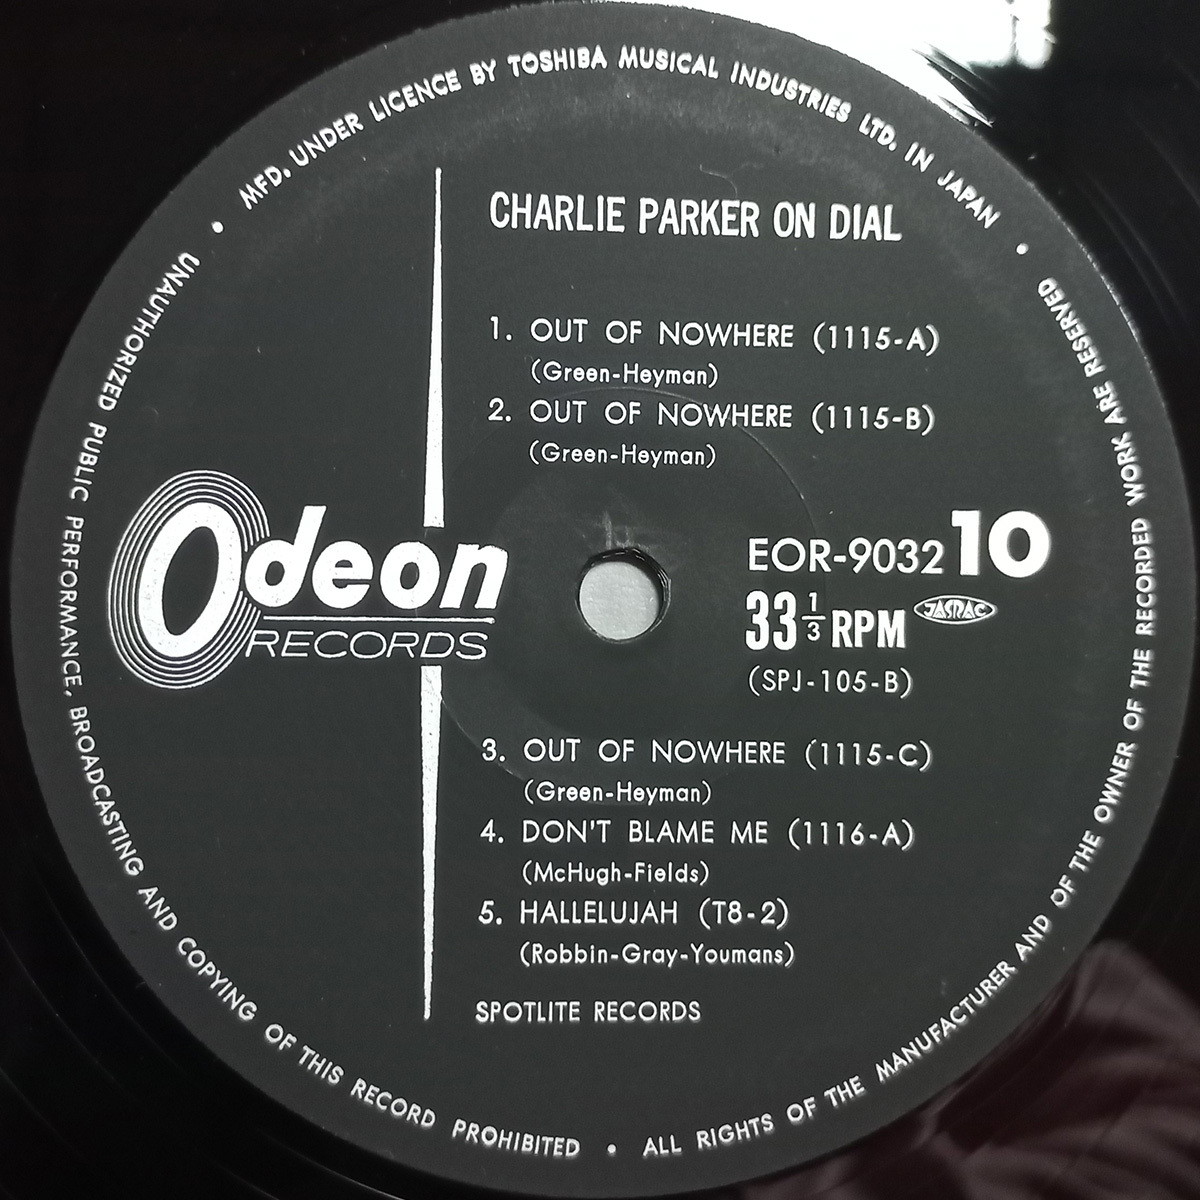 MFD. UNDER LICENCE BY TOSHIBA MUSICAL INDUSTRIES LTD. IN JAPAN •
CHARLIE PARKER ON DIAL
1. OUT OF NOWHERE (1115-A)
(Green-Heyman)
2. OUT OF NOWHERE (1115-B)
(Green-Heyman)
Odeon
RECORDS
EOR-9032 10
33 1/3 RPM JASRAC
(SPJ-105-B)
3. OUT OF NOWHERE (1115-C)
(Green-Heyman)
4. DON'T BLAME ME (1116-A)
(McHugh-Fields)
5. HALLELUJAH (T8-2)
(Robbin-Gray-Youmans)
SPOTLITE RECORDS
UNAUTHORIZED PUBLIC PERFORMANCE, BROADCASTING AND COPYING OF THIS RECORD PROHIBITED •
ALL RIGHTS OF THE MANUFACTURER AND OF THE OWNER OF THE RECORDED WORK ARE RESERVED •